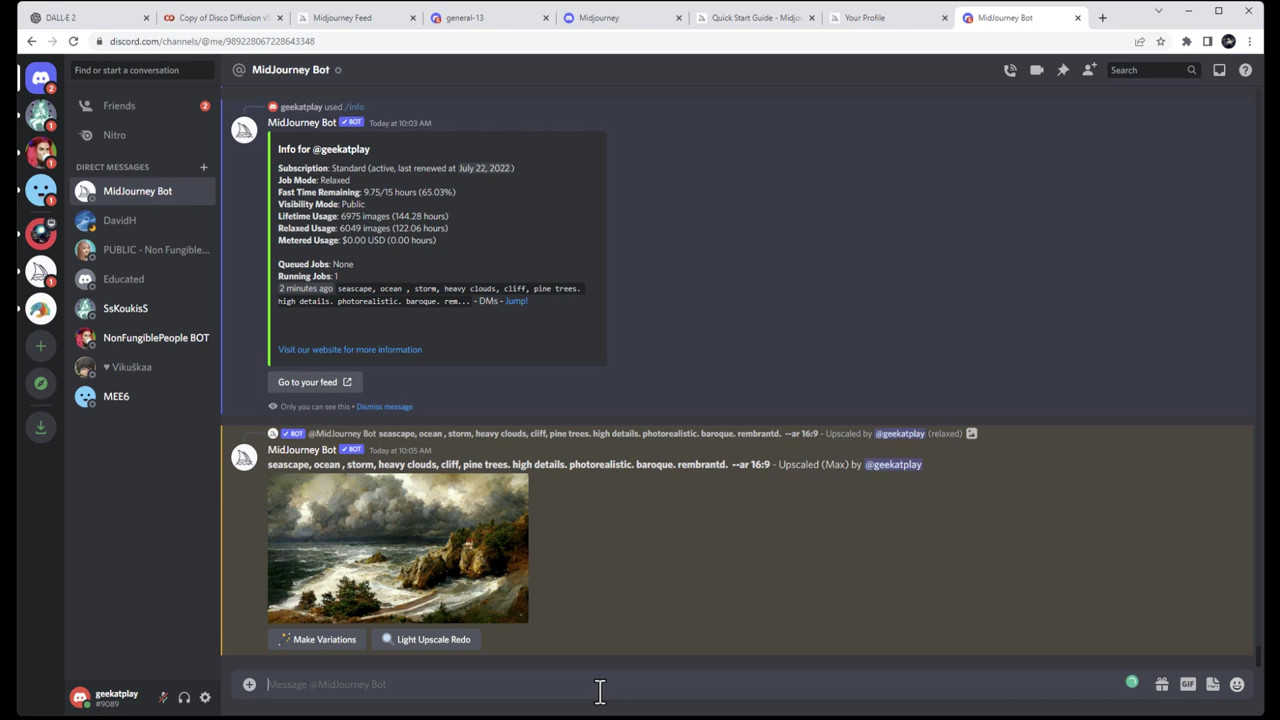 DALL-E 2
Copy of Disco Diffusion v5
Midjourney Feed
general-13
Midjourney
Quick Start Guide - Midjou
Your Profile
MidJourney Bot
discord.com/channels/@me/989228067228643348
Find or start a conversation
MidJourney Bot
Search
Friends
2
Nitro
DIRECT MESSAGES
MidJourney Bot
DavidH
PUBLIC - Non Fungible...
Educated
SsKoukisS
NonFungiblePeople BOT
♥ Vikuškaa
MEE6
2
1
1
1
1
geekatplay
#9089
geekatplay used /info
MidJourney Bot ✓ BOT Today at 10:03 AM
Info for @geekatplay
Subscription: Standard (active, last renewed at July 22, 2022)
Job Mode: Relaxed
Fast Time Remaining: 9.75/15 hours (65.03%)
Visibility Mode: Public
Lifetime Usage: 6975 images (144.28 hours)
Relaxed Usage: 6049 images (122.06 hours)
Metered Usage: $0.00 USD (0.00 hours)
Queued Jobs: None
Running Jobs: 1
2 minutes ago seascape, ocean , storm, heavy clouds, cliff, pine trees.
high details. photorealistic. baroque. rem... - DMs - Jump!
Visit our website for more information
Go to your feed
Only you can see this • Dismiss message
✓ BOT @MidJourney Bot seascape, ocean , storm, heavy clouds, cliff, pine trees. high details. photorealistic. baroque. rembrantd. --ar 16:9 - Upscaled by @geekatplay (relaxed)
MidJourney Bot ✓ BOT Today at 10:05 AM
seascape, ocean , storm, heavy clouds, cliff, pine trees. high details. photorealistic. baroque. rembrantd. --ar 16:9 - Upscaled (Max) by @geekatplay
Make Variations
Light Upscale Redo
Message @MidJourney Bot
GIF